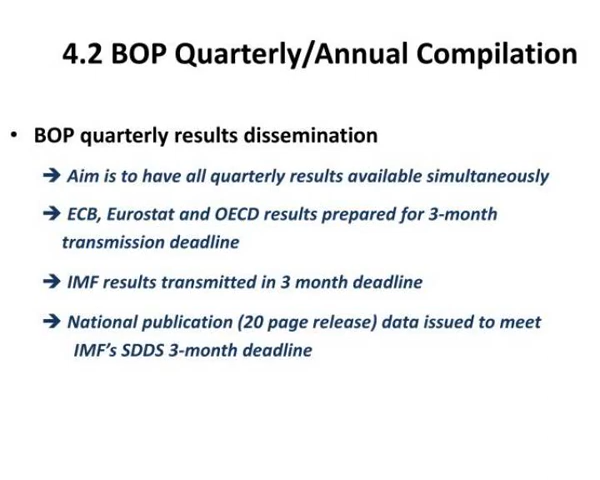 4.2 BOP Quarterly/Annual Compilation
• BOP quarterly results dissemination
➔ Aim is to have all quarterly results available simultaneously
➔ ECB, Eurostat and OECD results prepared for 3-month
transmission deadline
➔ IMF results transmitted in 3 month deadline
➔ National publication (20 page release) data issued to meet
IMF's SDDS 3-month deadline